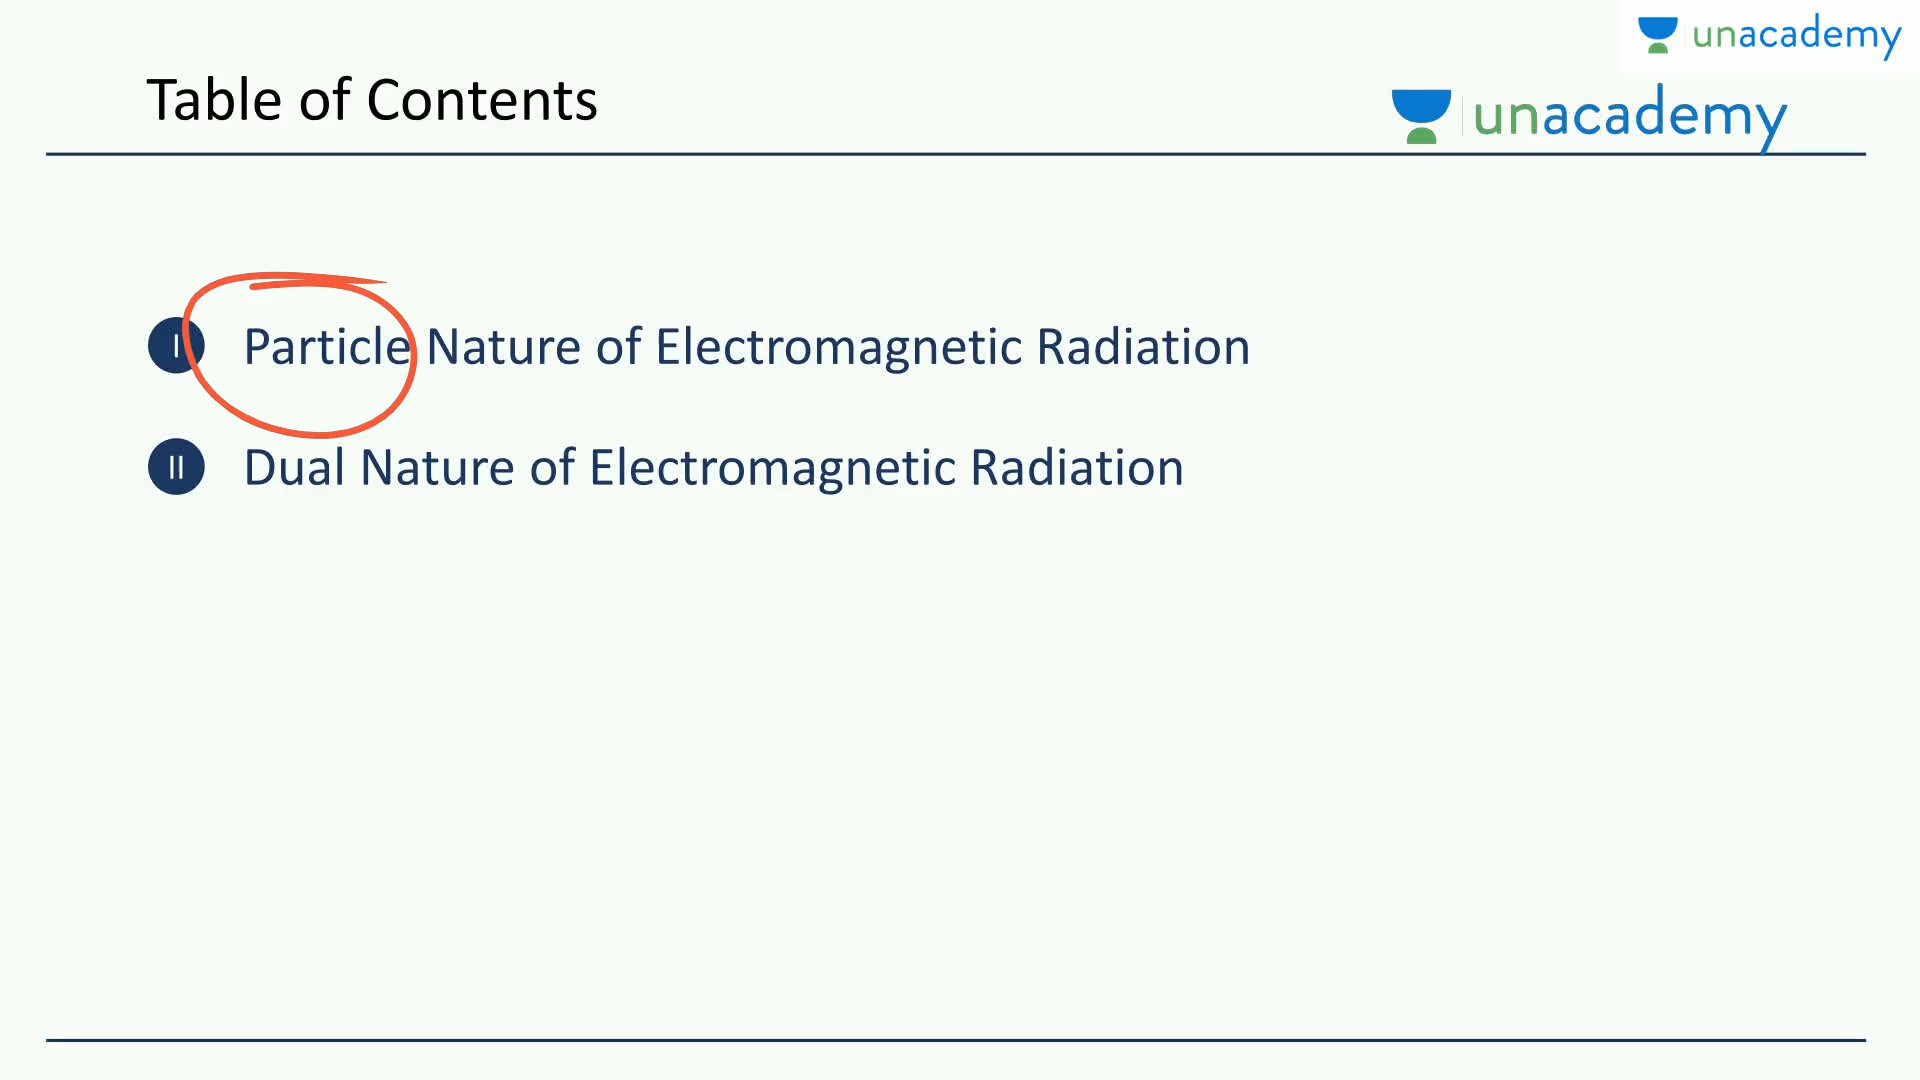 unacademy
Table of Contents
unacademy
I Particle Nature of Electromagnetic Radiation
II Dual Nature of Electromagnetic Radiation